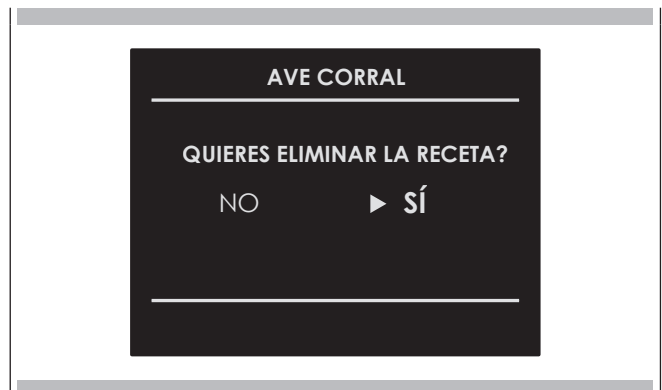 AVE CORRAL
QUIERES ELIMINAR LA RECETA?
NO ▶ SÍ